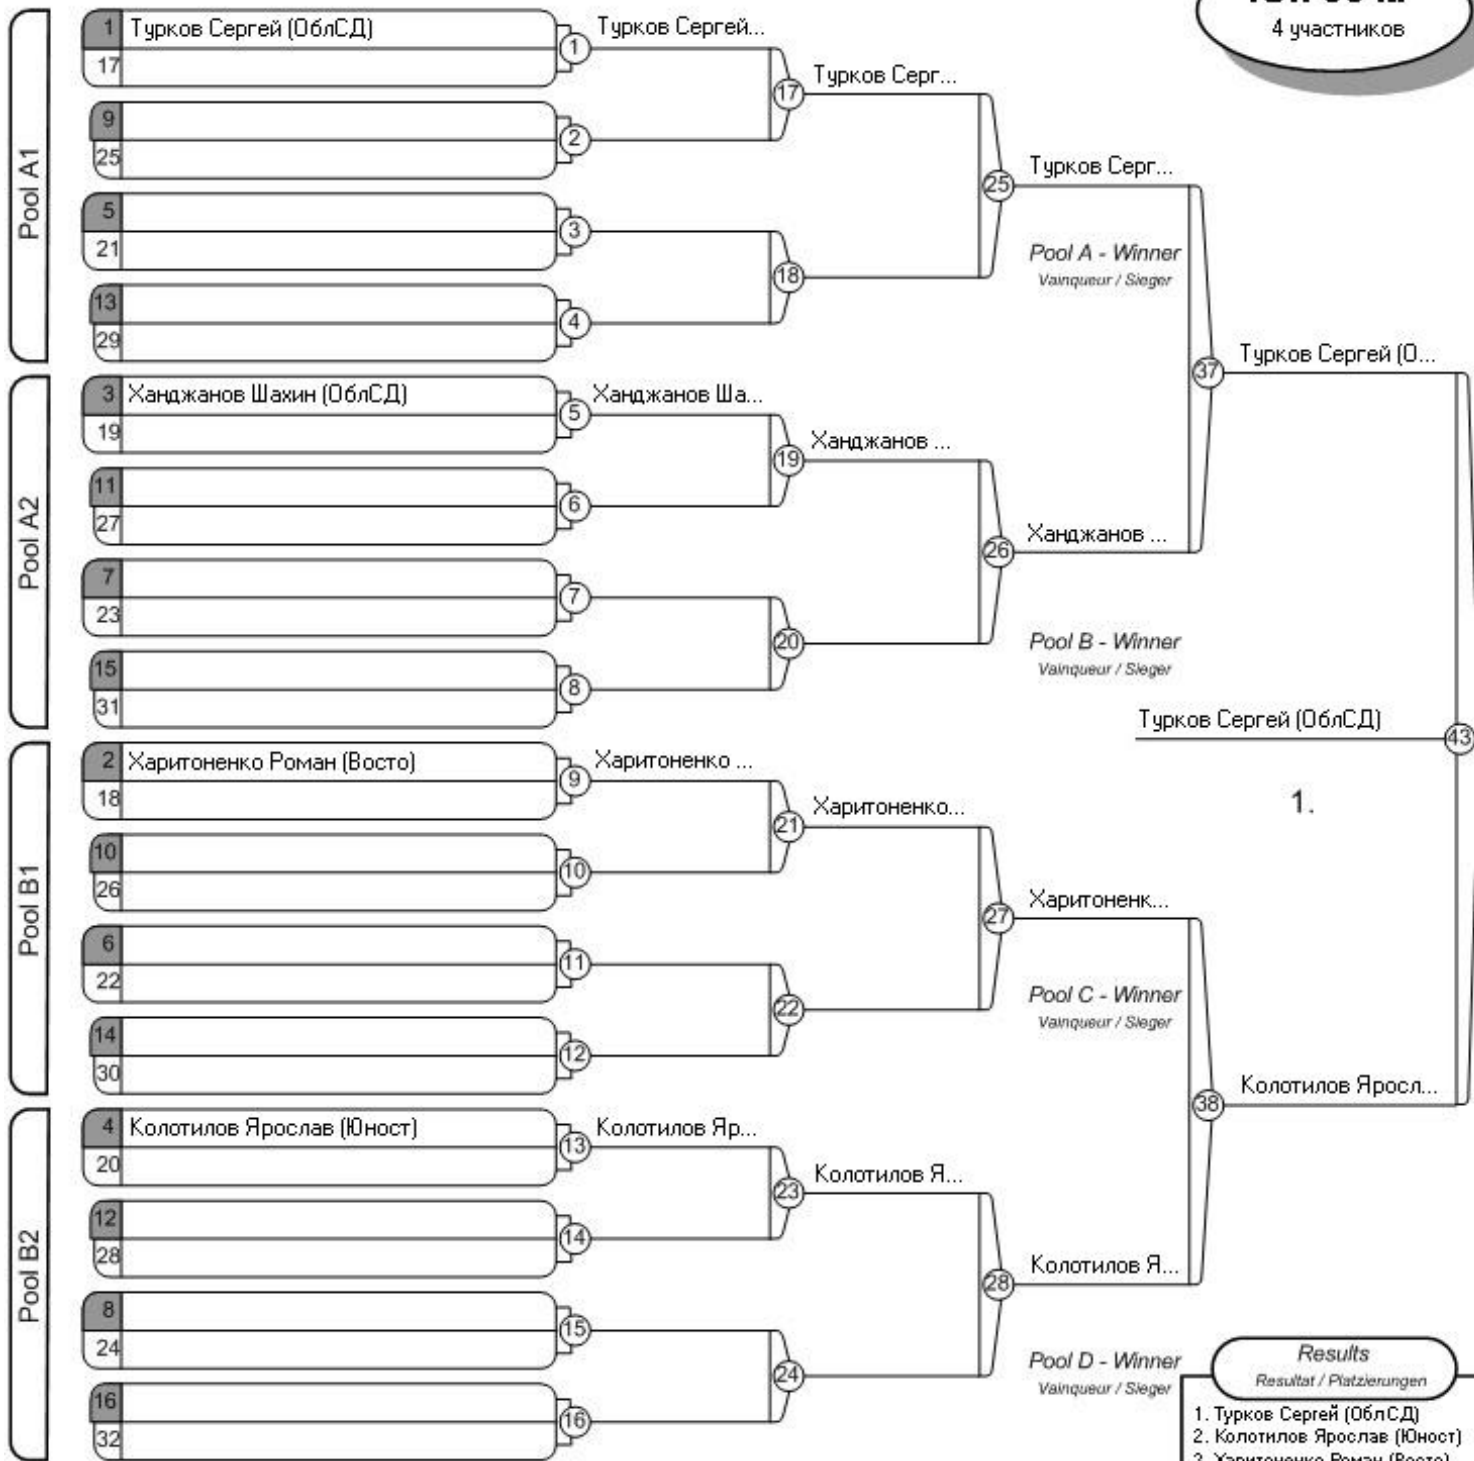 4 участников
Pool A1
1 Турков Сергей (ОблСД)
17
1
Турков Сергей...
17
Турков Серг...
9
25
2
5
21
3
18
13
29
4
25
Турков Серг...
Pool A - Winner
Vainqueur / Sieger
Pool A2
3 Ханджанов Шахин (ОблСД)
19
5
Ханджанов Ша...
19
Ханджанов ...
11
27
6
7
23
7
20
15
31
8
26
Ханджанов ...
Pool B - Winner
Vainqueur / Sieger
37
Турков Сергей (О...
Турков Сергей (ОблСД)
43
1.
Pool B1
2 Харитоненко Роман (Восто)
18
9
Харитоненко ...
21
Харитоненко...
10
26
10
6
22
11
22
14
30
12
27
Харитоненк...
Pool C - Winner
Vainqueur / Sieger
38
Колотилов Яросл...
Pool B2
4 Колотилов Ярослав (Юност)
20
13
Колотилов Яр...
23
Колотилов Я...
12
28
14
8
24
15
24
16
32
16
28
Колотилов Я...
Pool D - Winner
Vainqueur / Sieger
Results
Resultat / Platzierungen
1. Турков Сергей (ОблСД)
2. Колотилов Ярослав (Юност)
3. Харитоненко Роман (Восто)